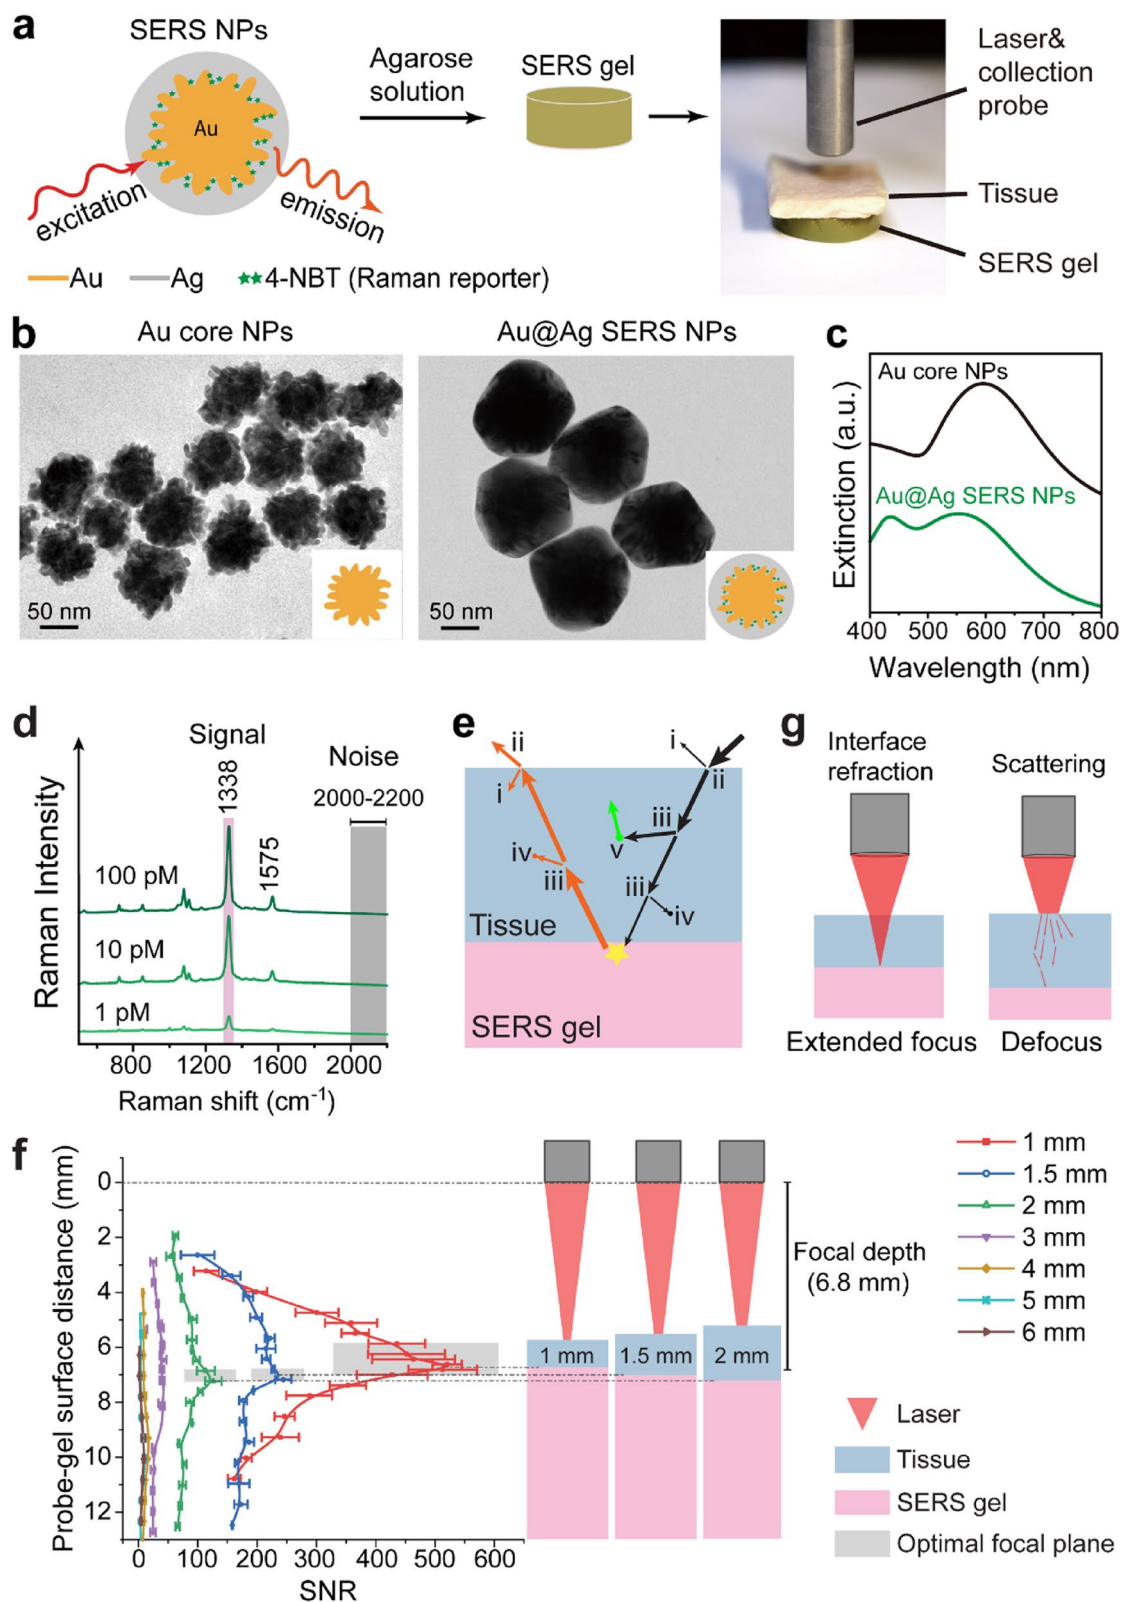 a
SERS NPs
Au
excitation
emission
Agarose
solution
SERS gel
Laser&
collection
probe
Tissue
SERS gel
Au
Ag
4-NBT (Raman reporter)
b
Au core NPs
50 nm
Au@Ag SERS NPs
50 nm
c
Au core NPs
Au@Ag SERS NPs
Extinction (a.u.)
400 500 600 700 800
Wavelength (nm)
d
Signal
Noise
1338
2000-2200
1575
100 pM
10 pM
1 pM
Raman Intensity
800 1200 1600 2000
Raman shift (cm⁻¹)
e
ii
i
i
ii
iii
v
iv
iii
iii
iv
Tissue
SERS gel
g
Interface
refraction
Scattering
Extended focus
Defocus
f
Probe-gel surface distance (mm)
0
2
4
6
8
10
12
0 100 200 300 400 500 600
SNR
1 mm
1.5 mm
2 mm
Focal depth
(6.8 mm)
1 mm
1.5 mm
2 mm
3 mm
4 mm
5 mm
6 mm
Laser
Tissue
SERS gel
Optimal focal plane